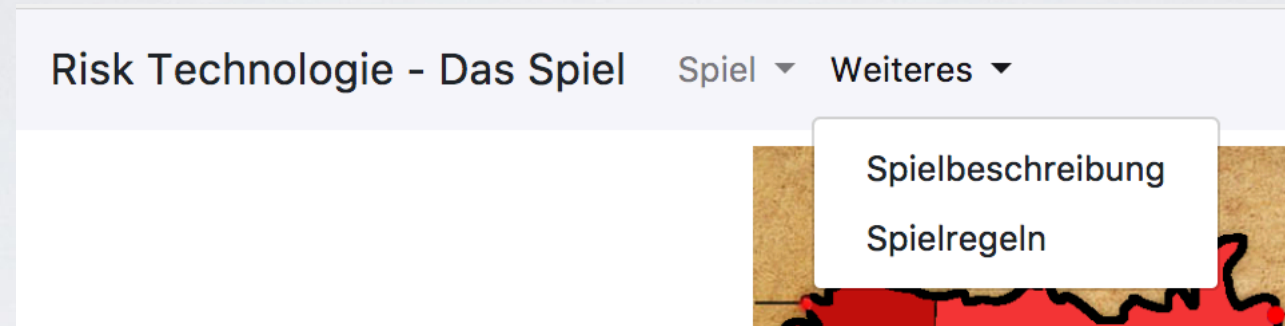 Risk Technologie - Das Spiel Spiel Weiteres
Spielbeschreibung
Spielregeln